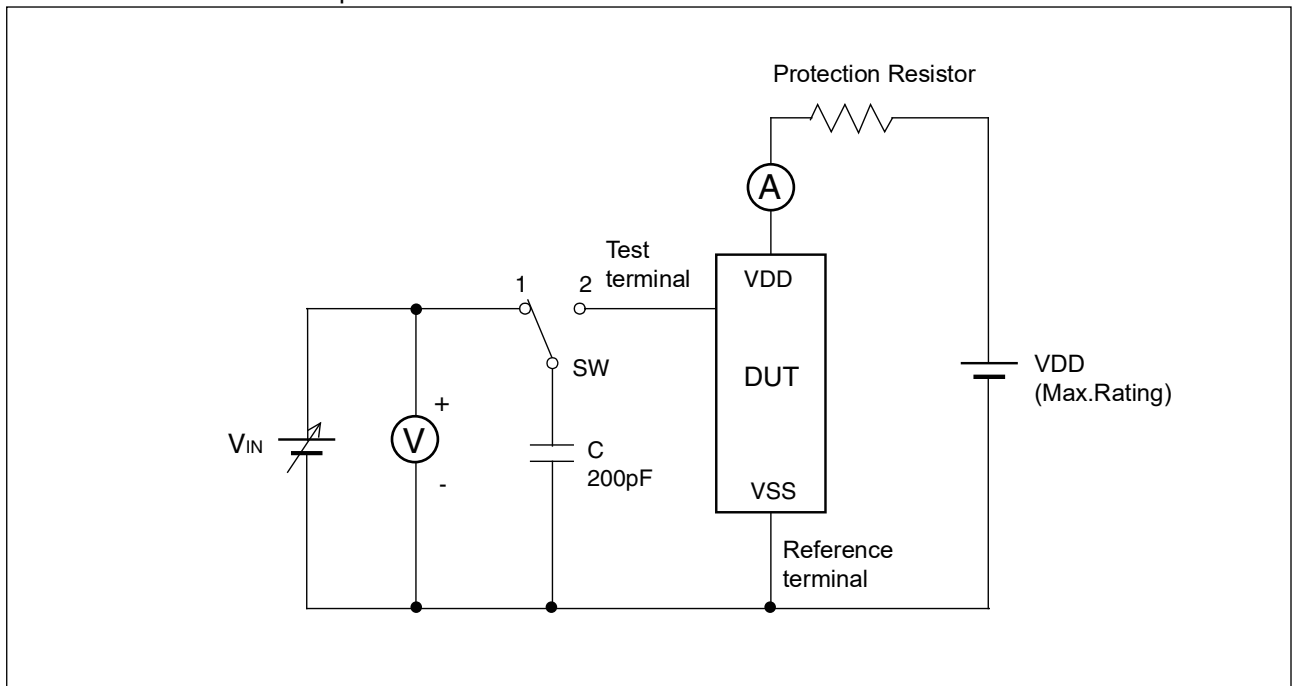 Protection Resistor
A
Test
terminal
1
2
VDD
SW
DUT
VDD
(Max.Rating)
+
VIN
V
C
200pF
-
VSS
Reference
terminal